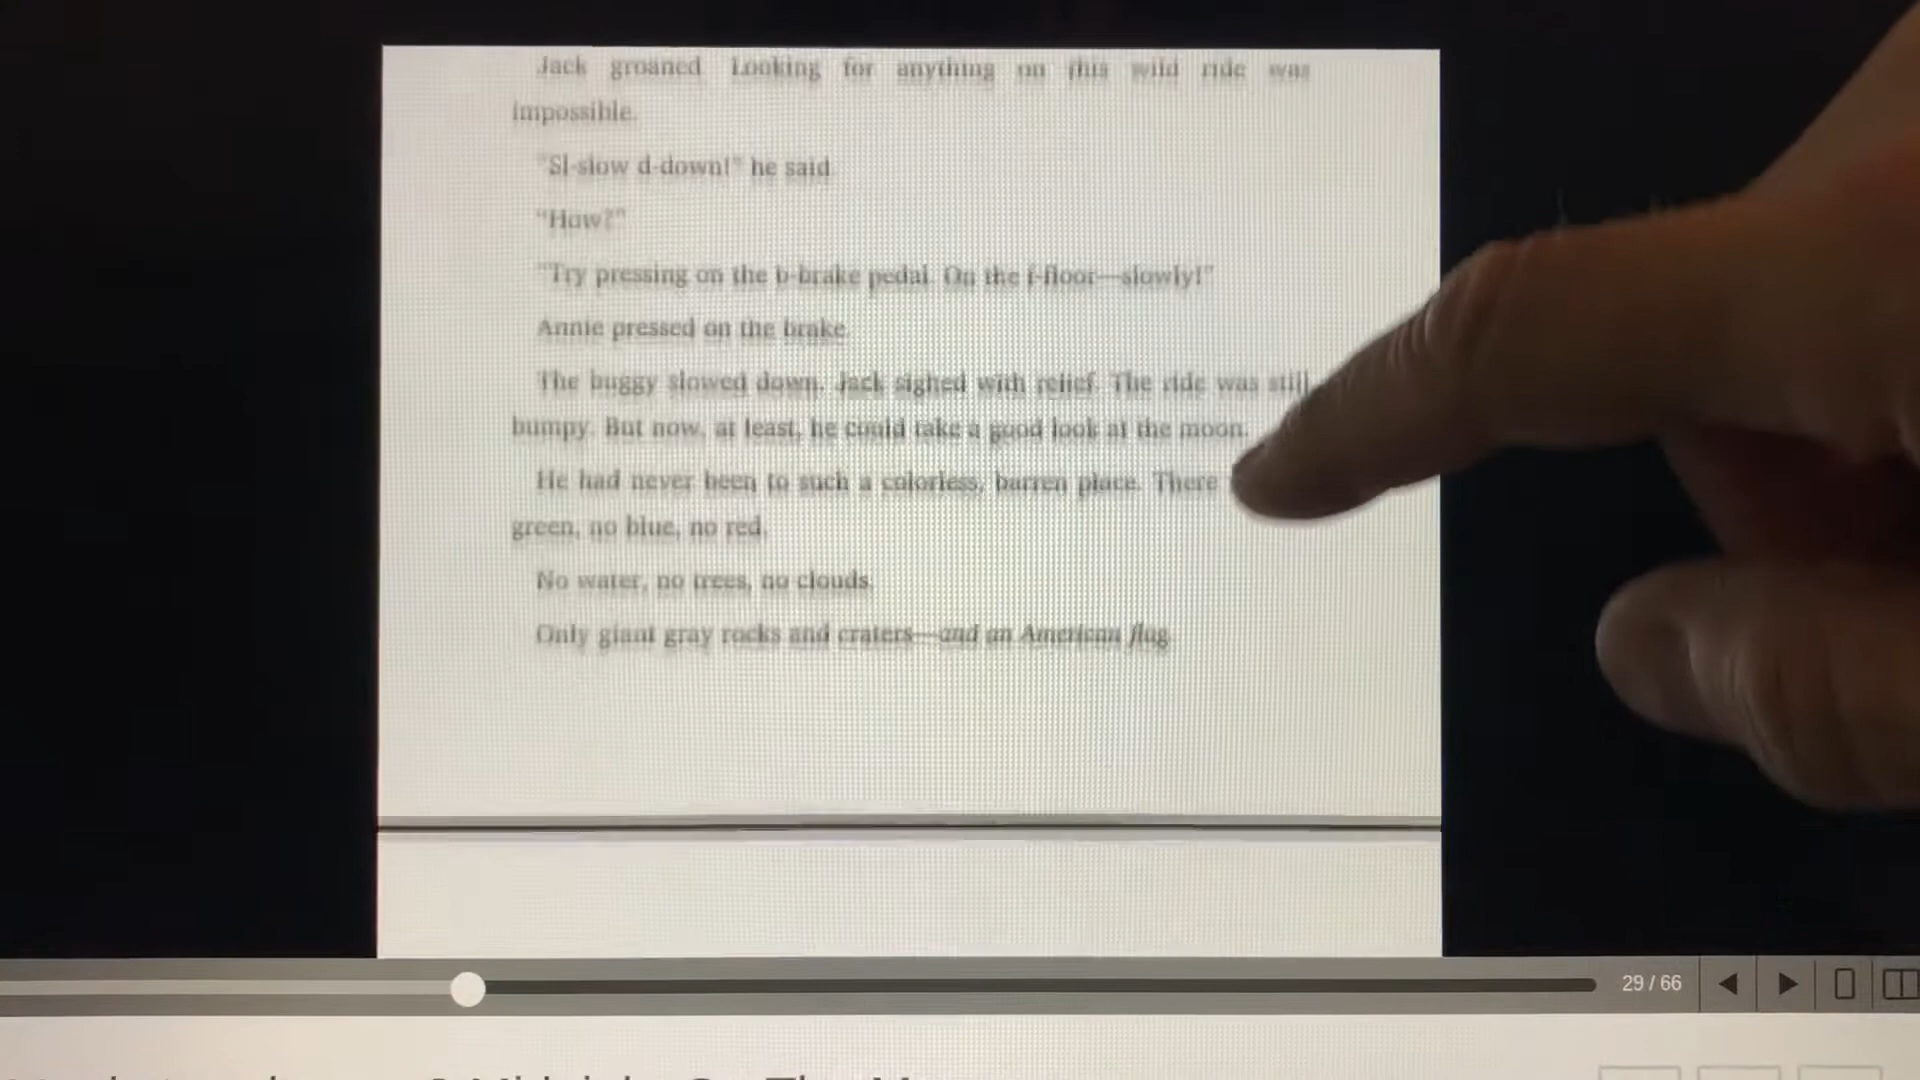 Jack groaned. Looking for anything on this wild ride was
impossible.
"Sl-slow d-down!" he said.
"How?"
"Try pressing on the b-brake pedal. On the f-floor—slowly!"
Annie pressed on the brake.
The buggy slowed down. Jack sighed with relief. The ride was still
bumpy. But now, at least, he could take a good look at the moon.
He had never been to such a colorless, barren place. There
green, no blue, no red.
No water, no trees, no clouds.
Only giant gray rocks and craters—and an American flag.
29 / 66